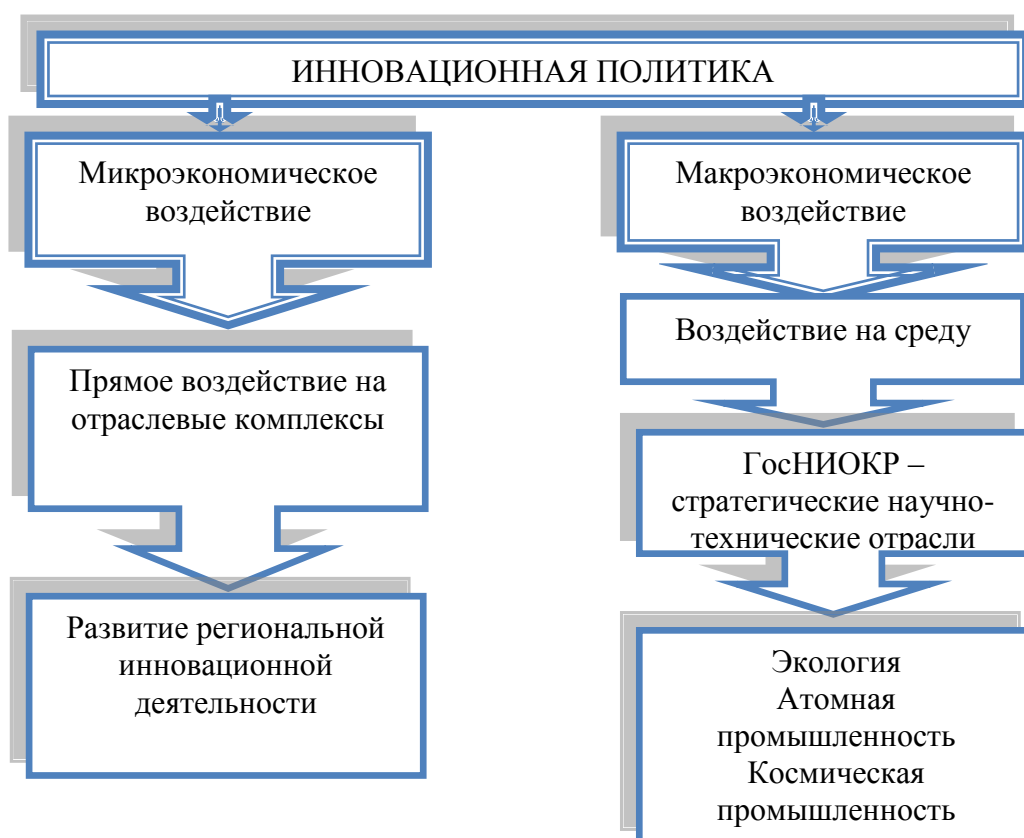 ИННОВАЦИОННАЯ ПОЛИТИКА
Микроэкономическое
воздействие
Прямое воздействие на
отраслевые комплексы
Развитие региональной
инновационной
деятельности
Макроэкономическое
воздействие
Воздействие на среду
ГосНИОКР –
стратегические научно-
технические отрасли
Экология
Атомная
промышленность
Космическая
промышленность